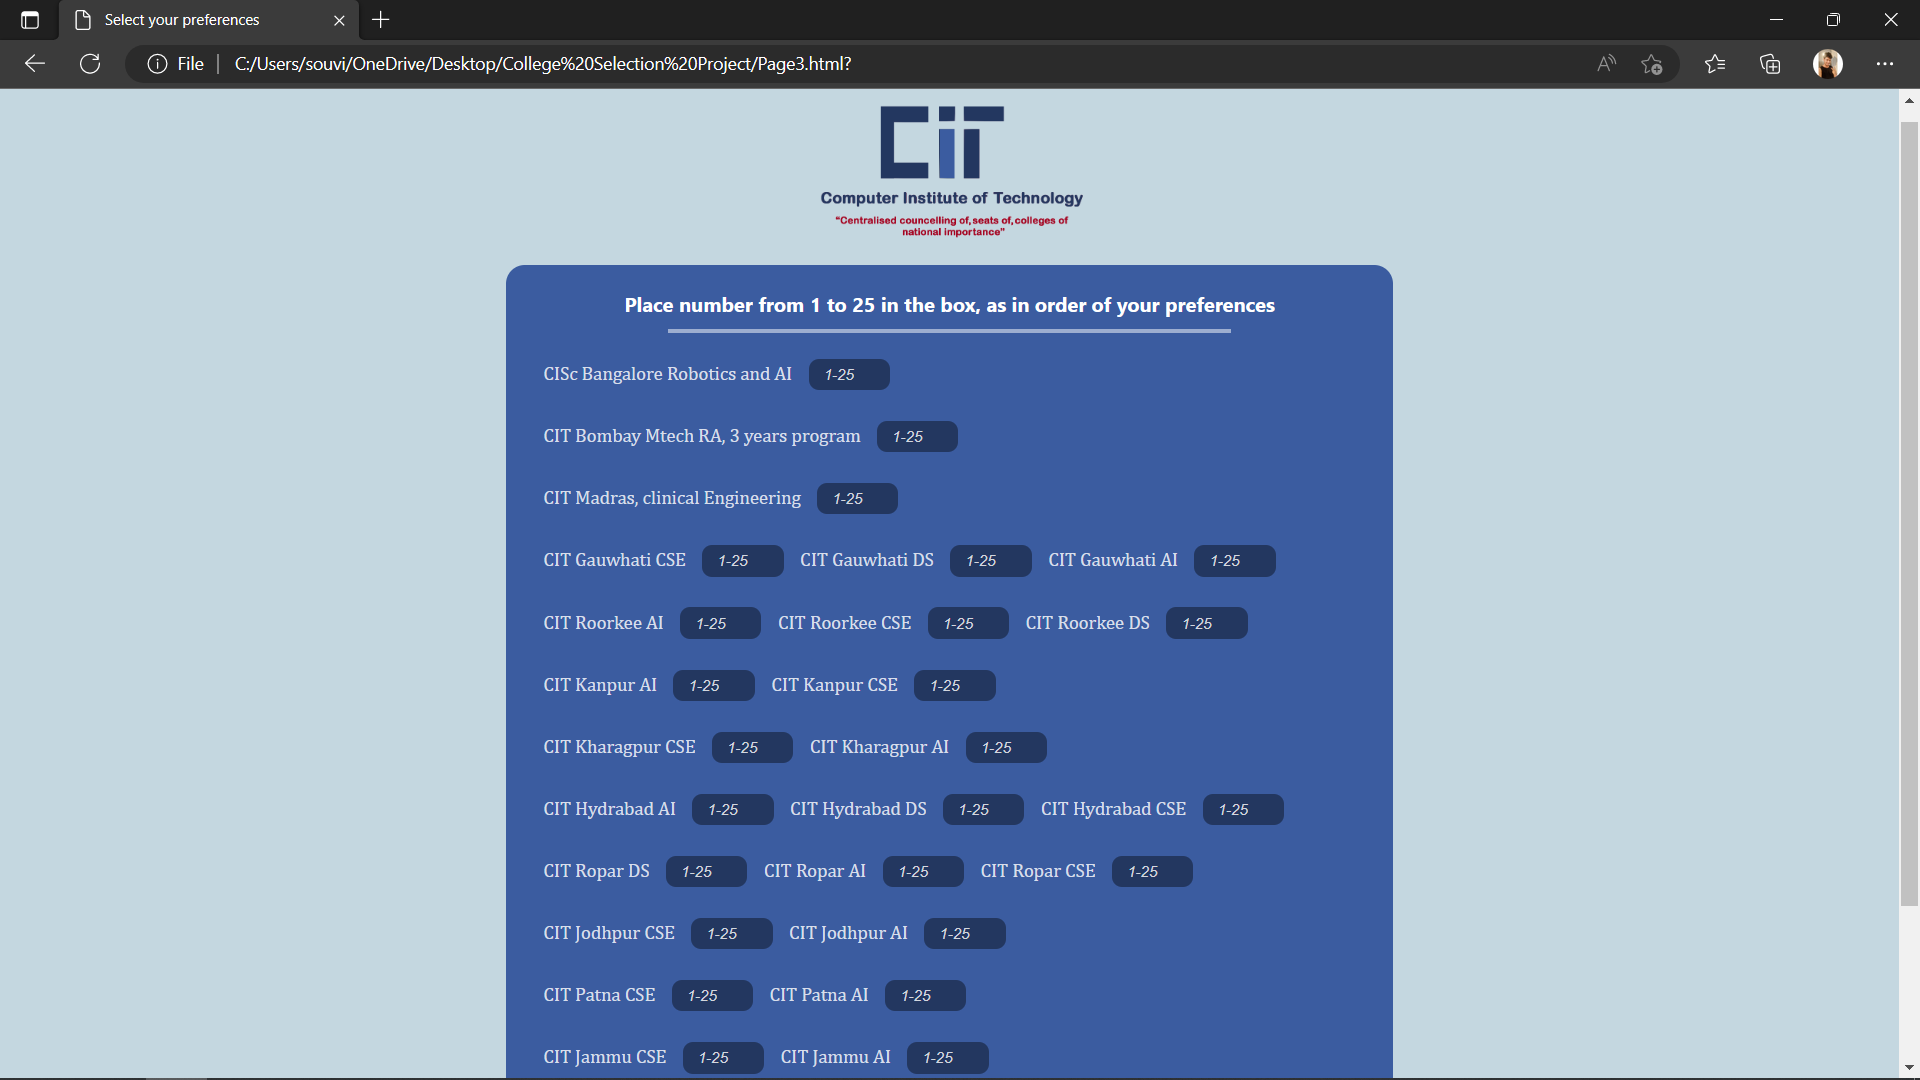 Select your preferences
File C:/Users/souvi/OneDrive/Desktop/College%20Selection%20Project/Page3.html?
CiT
Computer Institute of Technology
"Centralised councelling of, seats of, colleges of
national importance"
Place number from 1 to 25 in the box, as in order of your preferences
CISc Bangalore Robotics and AI 1-25
CIT Bombay Mtech RA, 3 years program 1-25
CIT Madras, clinical Engineering 1-25
CIT Gauwhati CSE 1-25 CIT Gauwhati DS 1-25 CIT Gauwhati AI 1-25
CIT Roorkee AI 1-25 CIT Roorkee CSE 1-25 CIT Roorkee DS 1-25
CIT Kanpur AI 1-25 CIT Kanpur CSE 1-25
CIT Kharagpur CSE 1-25 CIT Kharagpur AI 1-25
CIT Hydrabad AI 1-25 CIT Hydrabad DS 1-25 CIT Hydrabad CSE 1-25
CIT Ropar DS 1-25 CIT Ropar AI 1-25 CIT Ropar CSE 1-25
CIT Jodhpur CSE 1-25 CIT Jodhpur AI 1-25
CIT Patna CSE 1-25 CIT Patna AI 1-25
CIT Jammu CSE 1-25 CIT Jammu AI 1-25